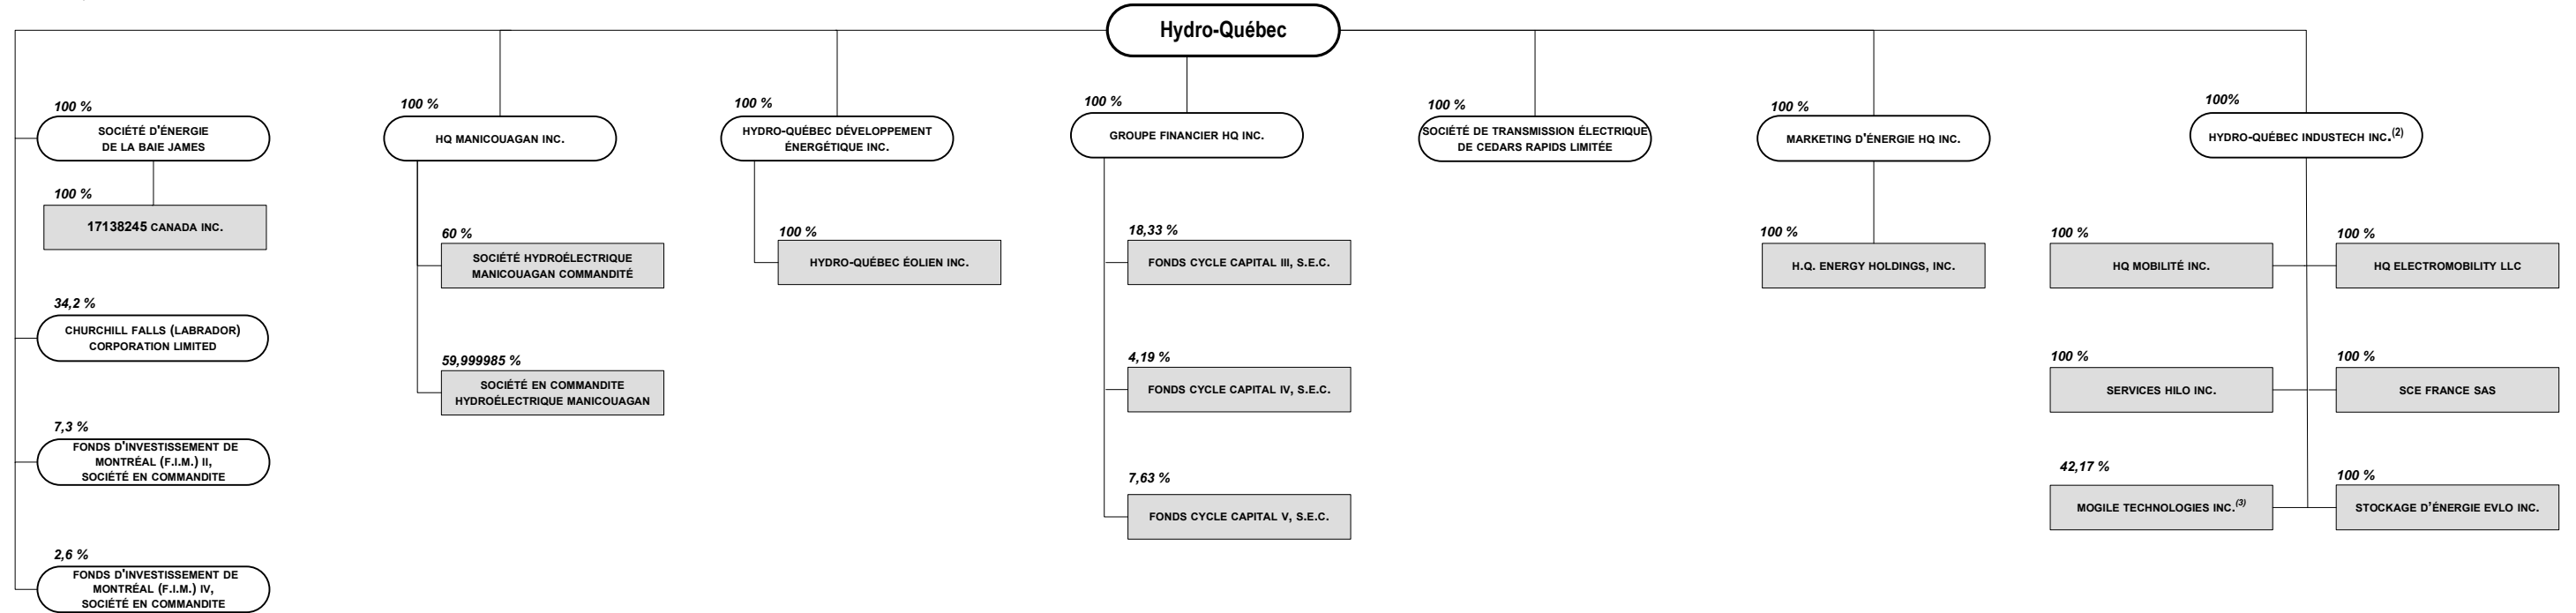 Hydro-Québec
100 %
SOCIÉTÉ D'ÉNERGIE
DE LA BAIE JAMES
100 %
17138245 CANADA INC.
34,2 %
CHURCHILL FALLS (LABRADOR)
CORPORATION LIMITED
7,3 %
FONDS D'INVESTISSEMENT DE
MONTRÉAL (F.I.M.) II,
SOCIÉTÉ EN COMMANDITE
2,6 %
FONDS D'INVESTISSEMENT DE
MONTRÉAL (F.I.M.) IV,
SOCIÉTÉ EN COMMANDITE
100 %
HQ MANICOUAGAN INC.
60 %
SOCIÉTÉ HYDROÉLECTRIQUE
MANICOUAGAN COMMANDITÉ
59,999985 %
SOCIÉTÉ EN COMMANDITE
HYDROÉLECTRIQUE MANICOUAGAN
100 %
HYDRO-QUÉBEC DÉVELOPPEMENT
ÉNERGÉTIQUE INC.
100 %
HYDRO-QUÉBEC ÉOLIEN INC.
100 %
GROUPE FINANCIER HQ INC.
18,33 %
FONDS CYCLE CAPITAL III, S.E.C.
4,19 %
FONDS CYCLE CAPITAL IV, S.E.C.
7,63 %
FONDS CYCLE CAPITAL V, S.E.C.
100 %
SOCIÉTÉ DE TRANSMISSION ÉLECTRIQUE
DE CEDARS RAPIDS LIMITÉE
100 %
MARKETING D'ÉNERGIE HQ INC.
100 %
H.Q. ENERGY HOLDINGS, INC.
100%
HYDRO-QUÉBEC INDUSTECH INC.(2)
100 %
HQ MOBILITÉ INC.
100 %
HQ ELECTROMOBILITY LLC
100 %
SERVICES HILO INC.
100 %
SCE FRANCE SAS
42,17 %
MOGILE TECHNOLOGIES INC.(3)
100 %
STOCKAGE D'ÉNERGIE EVLO INC.